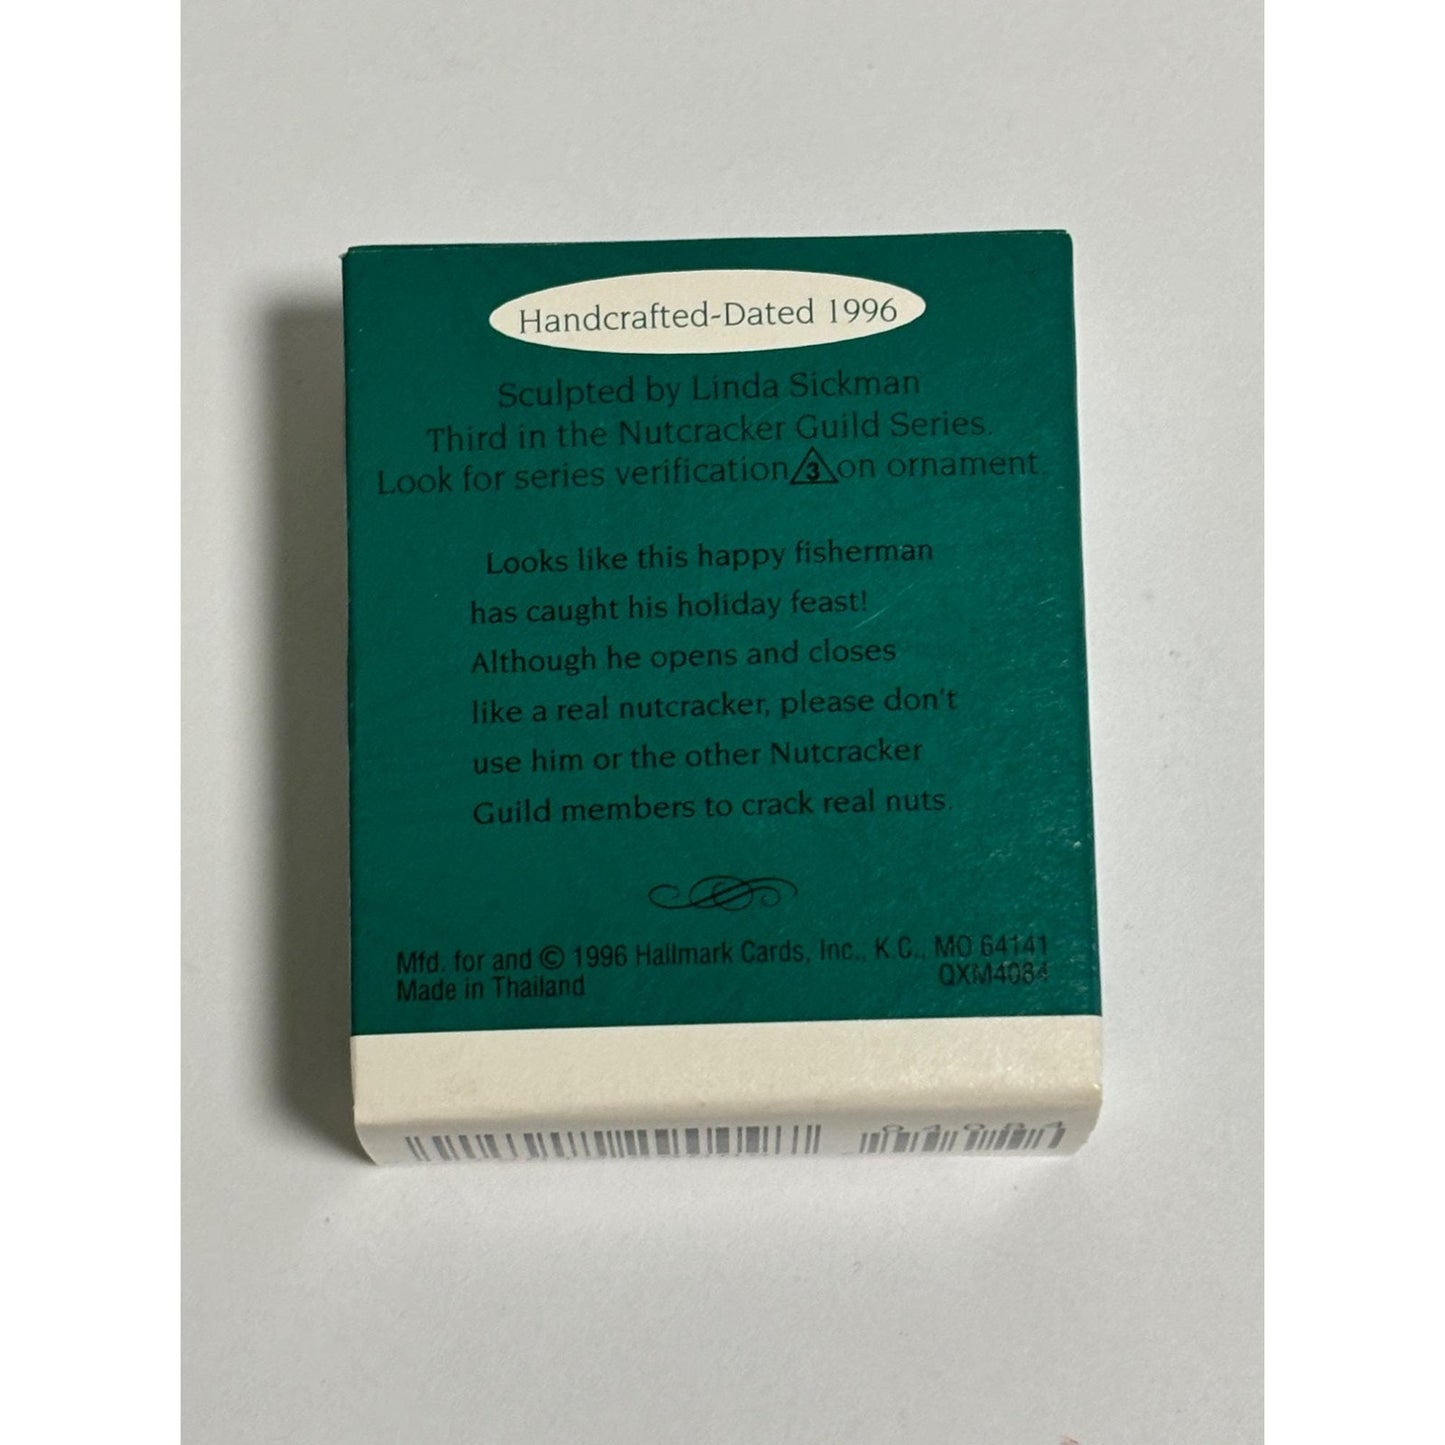 Handcrafted-Dated 1996
Sculpted by Linda Sickman
Third in the Nutcracker Guild Series.
Look for series verification 3 on ornament.
Looks like this happy fisherman
has caught his holiday feast!
Although he opens and closes
like a real nutcracker, please don't
use him or the other Nutcracker
Guild members to crack real nuts.
Mfd. for and © 1996 Hallmark Cards, Inc., K.C., MO 64141
Made in Thailand QXM4084